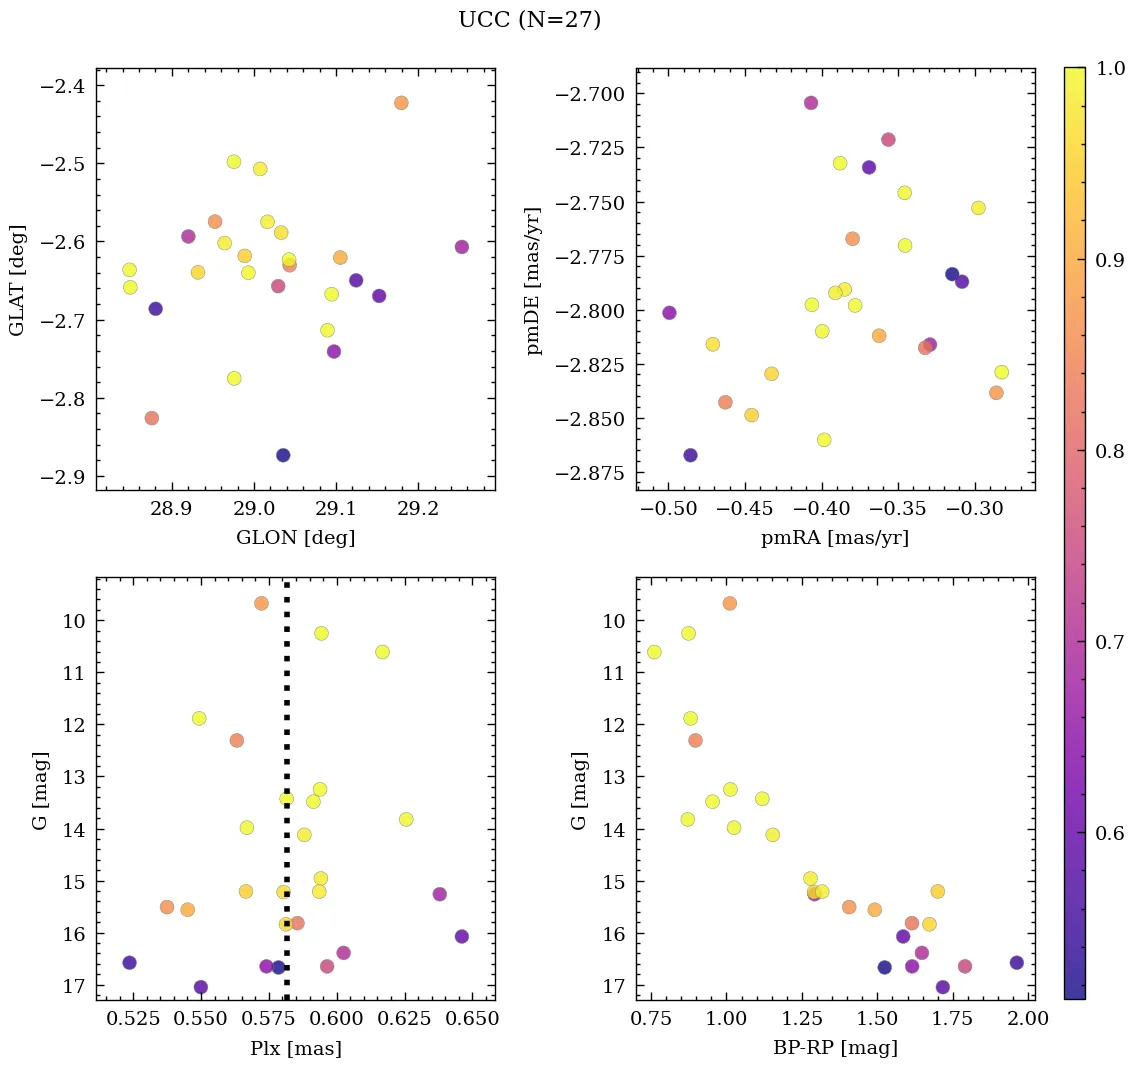 UCC (N=27)
−2.4
−2.5
−2.6
−2.7
−2.8
−2.9
GLAT [deg]
28.9 29.0 29.1 29.2
GLON [deg]
−2.700
−2.725
−2.750
−2.775
−2.800
−2.825
−2.850
−2.875
pmDE [mas/yr]
−0.50 −0.45 −0.40 −0.35 −0.30
pmRA [mas/yr]
10
11
12
13
14
15
16
17
G [mag]
0.525 0.550 0.575 0.600 0.625 0.650
Plx [mas]
10
11
12
13
14
15
16
17
G [mag]
0.75 1.00 1.25 1.50 1.75 2.00
BP-RP [mag]
1.0
0.9
0.8
0.7
0.6